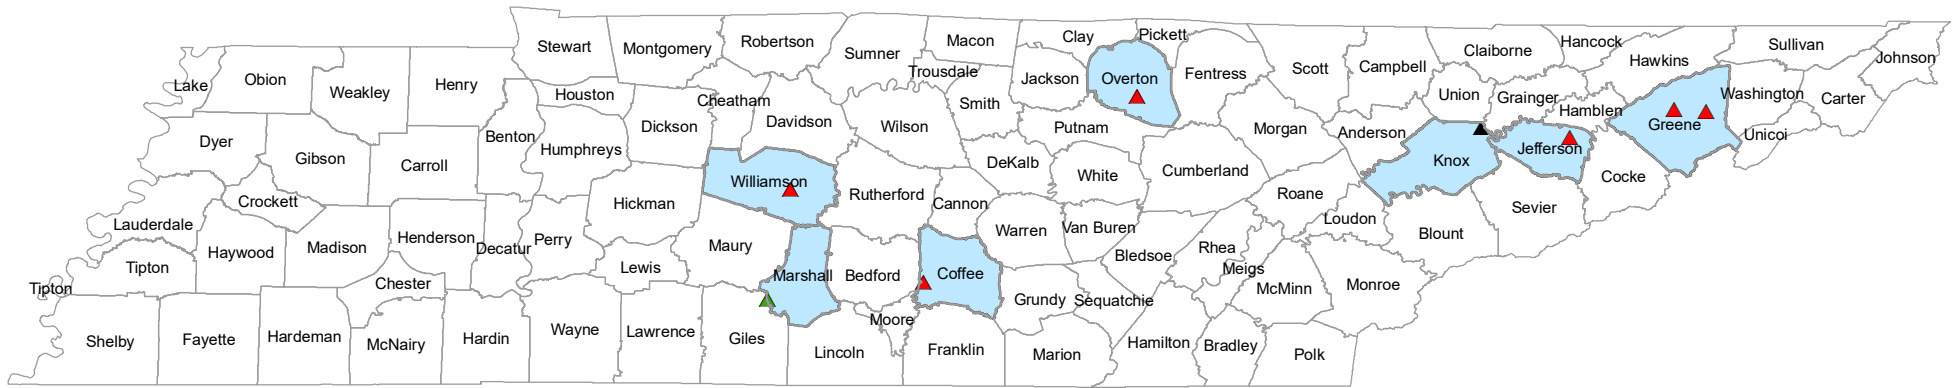 Stewart
Montgomery
Robertson
Sumner
Macon
Clay
Pickett
Claiborne
Hancock
Sullivan
Johnson
Lake
Obion
Weakley
Henry
Houston
Cheatham
Trousdale
Jackson
Overton
Fentress
Scott
Campbell
Hawkins
Union
Grainger
Hamblen
Greene
Washington
Carter
Unicoi
Dyer
Gibson
Carroll
Benton
Humphreys
Dickson
Davidson
Wilson
Smith
Putnam
Morgan
Anderson
Knox
Jefferson
Cocke
Crockett
Williamson
Rutherford
DeKalb
White
Cumberland
Roane
Loudon
Sevier
Blount
Lauderdale
Haywood
Madison
Henderson
Decatur
Perry
Hickman
Maury
Cannon
Warren
Van Buren
Bledsoe
Rhea
Meigs
Tipton
Tipton
Chester
Lewis
Marshall
Bedford
Coffee
Grundy
Sequatchie
McMinn
Monroe
Shelby
Fayette
Hardeman
McNairy
Hardin
Wayne
Lawrence
Giles
Lincoln
Moore
Franklin
Marion
Hamilton
Bradley
Polk